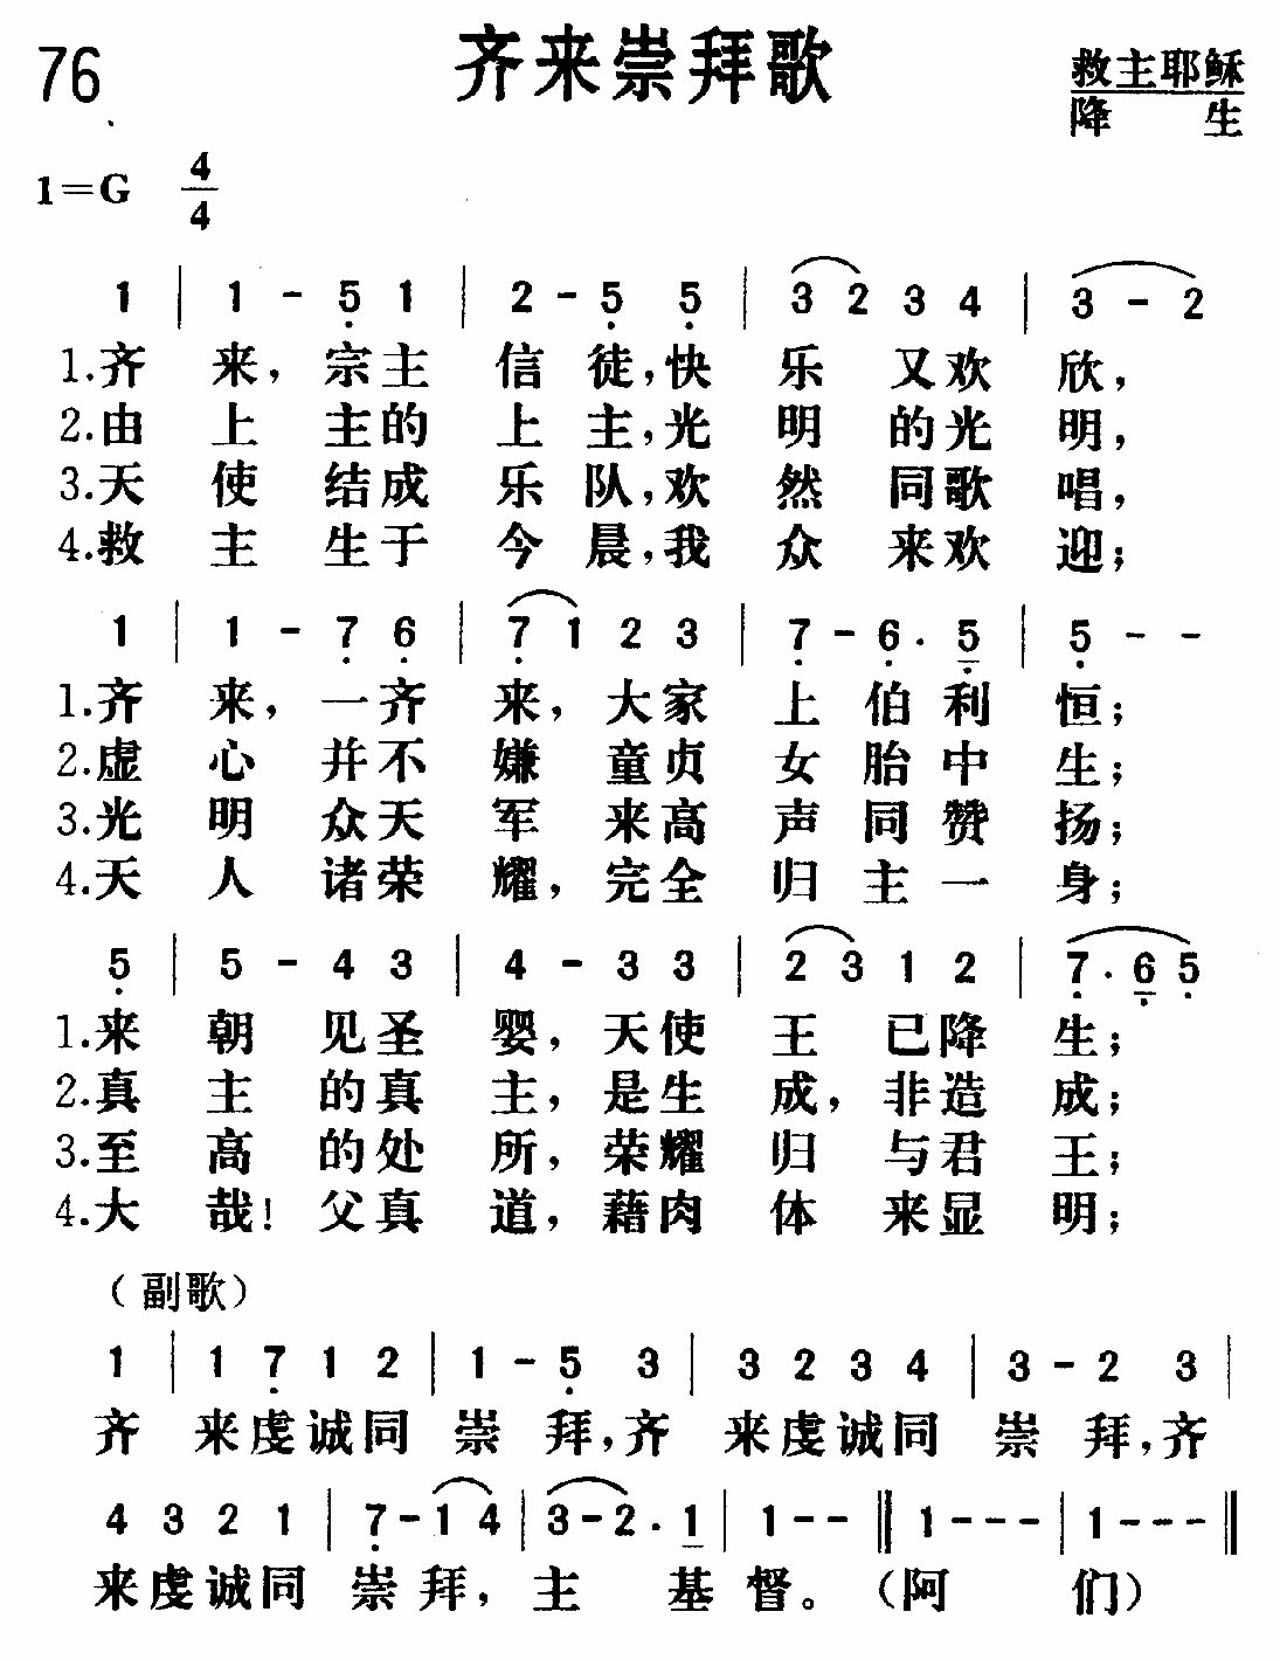 76
齐来崇拜歌
救主耶稣
降 生
1=G 4/4
1 | 1 - 5̣ 1 | 2 - 5̣ 5̣ | 3 2 3 4 | 3 - 2
1.齐 来，宗主 信 徒，快 乐 又欢 欣，
2.由 上 主的 上 主，光 明 的光 明，
3.天 使 结成 乐 队，欢 然 同歌 唱，
4.救 主 生于 今 晨，我 众 来欢 迎；
1 | 1 - 7̣ 6̣ | 7̣ 1 2 3 | 7̣ - 6̣ · 5̣ | 5̣ - -
1.齐 来，一齐 来，大家 上 伯 利 恒；
2.虚 心 并不 嫌 童贞 女 胎 中 生；
3.光 明 众天 军 来高 声 同 赞 扬；
4.天 人 诸荣 耀，完全 归 主 一 身；
5̣ | 5 - 4 3 | 4 - 3 3 | 2 3 1 2 | 7̣ · 6̣ 5̣
1.来 朝 见圣 婴，天使 王 已降 生；
2.真 主 的真 主，是生 成，非造 成；
3.至 高 的处 所，荣耀 归 与君 王；
4.大 哉！父真 道，藉肉 体 来显 明；
（副歌）
1 | 1 7̣ 1 2 | 1 - 5̣ 3 | 3 2 3 4 | 3 - 2 3 |
齐 来虔诚同 崇 拜，齐 来虔诚同 崇 拜，齐
4 3 2 1 | 7̣ - 1 4 | 3 - 2 · 1 | 1 - - ‖ 1 - - - | 1 - - - ‖
来虔诚同 崇 拜，主 基 督。（阿 们）